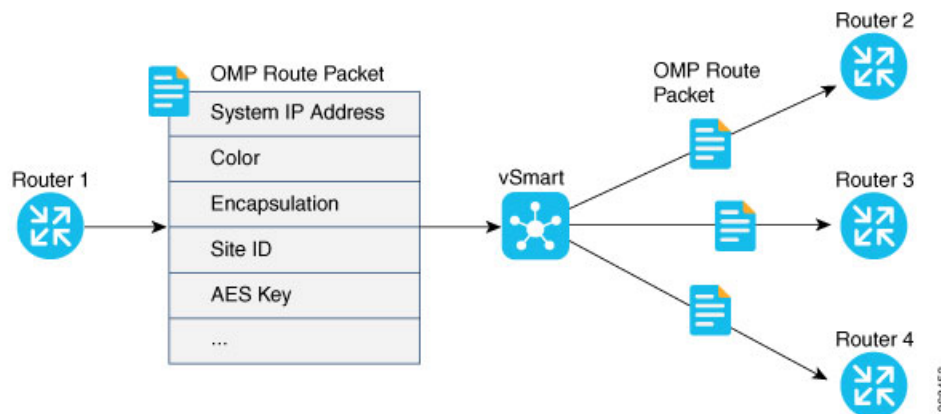 Router 2
OMP Route Packet
OMP Route
Packet
System IP Address
Color
Router 1
vSmart
Router 3
Encapsulation
Site ID
AES Key
...
Router 4